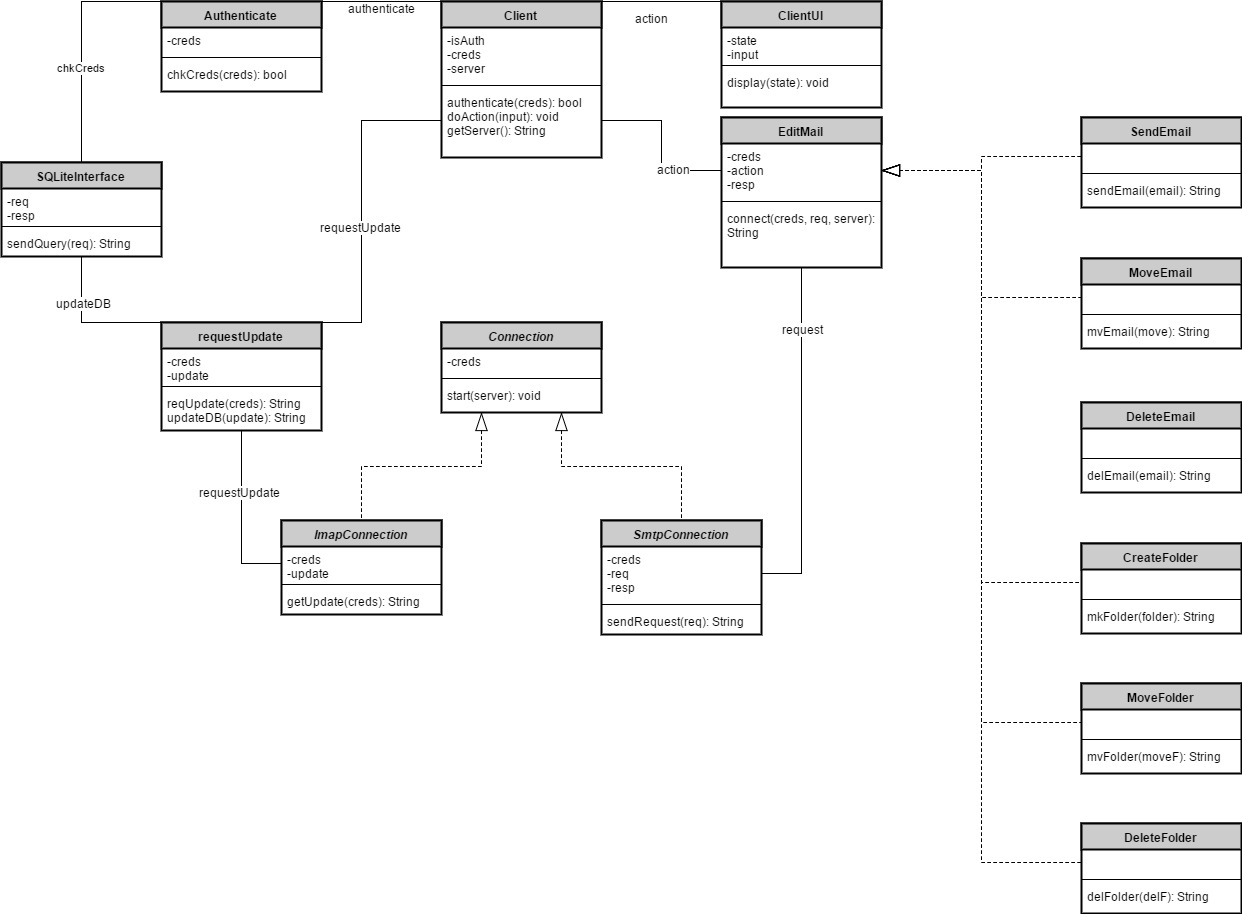 authenticate
Authenticate
-creds
chkCreds(creds): bool
Client
-isAuth
-creds
-server
authenticate(creds): bool
doAction(input): void
getServer(): String
action
ClientUI
-state
-input
display(state): void
chkCreds
EditMail
-creds
-action
-resp
connect(creds, req, server):
String
action
SendEmail
sendEmail(email): String
SQLiteInterface
-req
-resp
sendQuery(req): String
requestUpdate
MoveEmail
mvEmail(move): String
updateDB
requestUpdate
-creds
-update
reqUpdate(creds): String
updateDB(update): String
Connection
-creds
start(server): void
request
DeleteEmail
delEmail(email): String
requestUpdate
ImapConnection
-creds
-update
getUpdate(creds): String
SmtpConnection
-creds
-req
-resp
sendRequest(req): String
CreateFolder
mkFolder(folder): String
MoveFolder
mvFolder(moveF): String
DeleteFolder
delFolder(delF): String